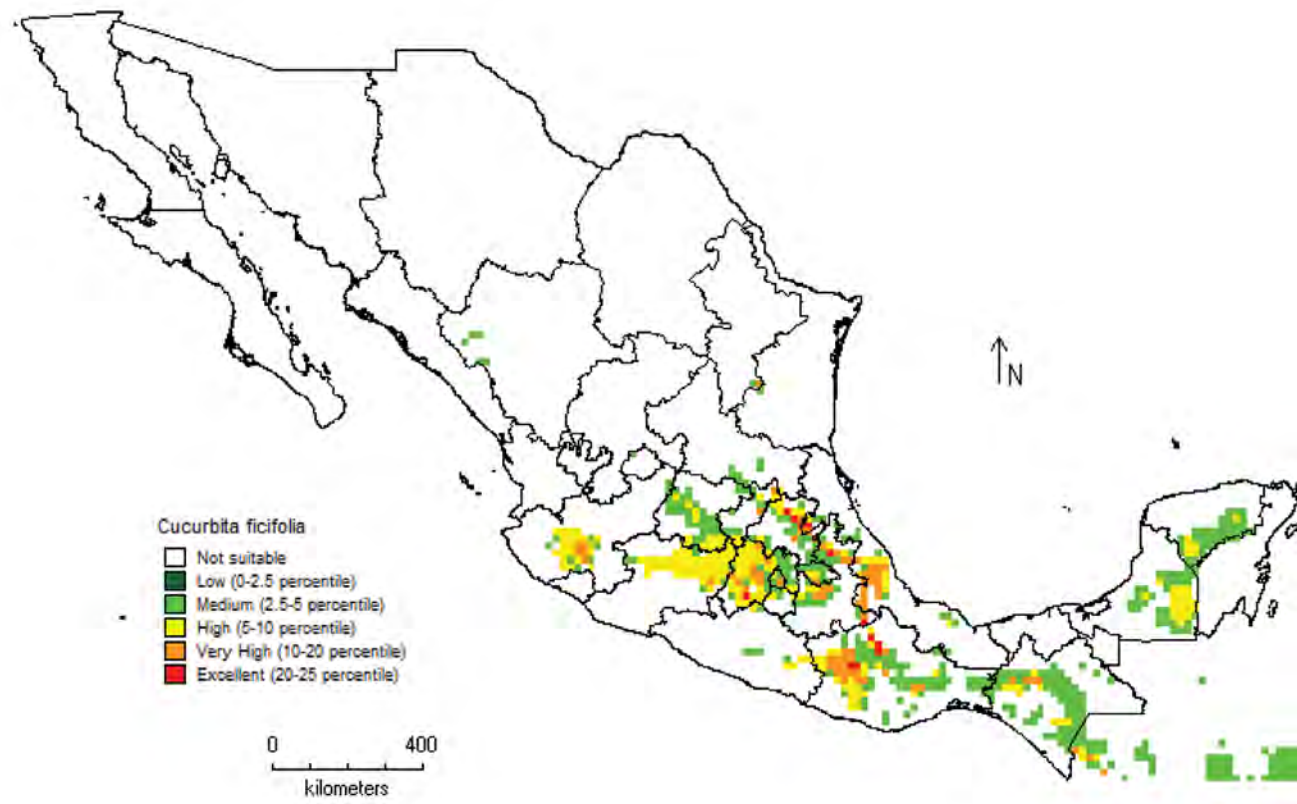 N
Cucurbita ficifolia
Not suitable
Low (0-2.5 percentile)
Medium (2.5-5 percentile)
High (5-10 percentile)
Very High (10-20 percentile)
Excellent (20-25 percentile)
0 400
kilometers